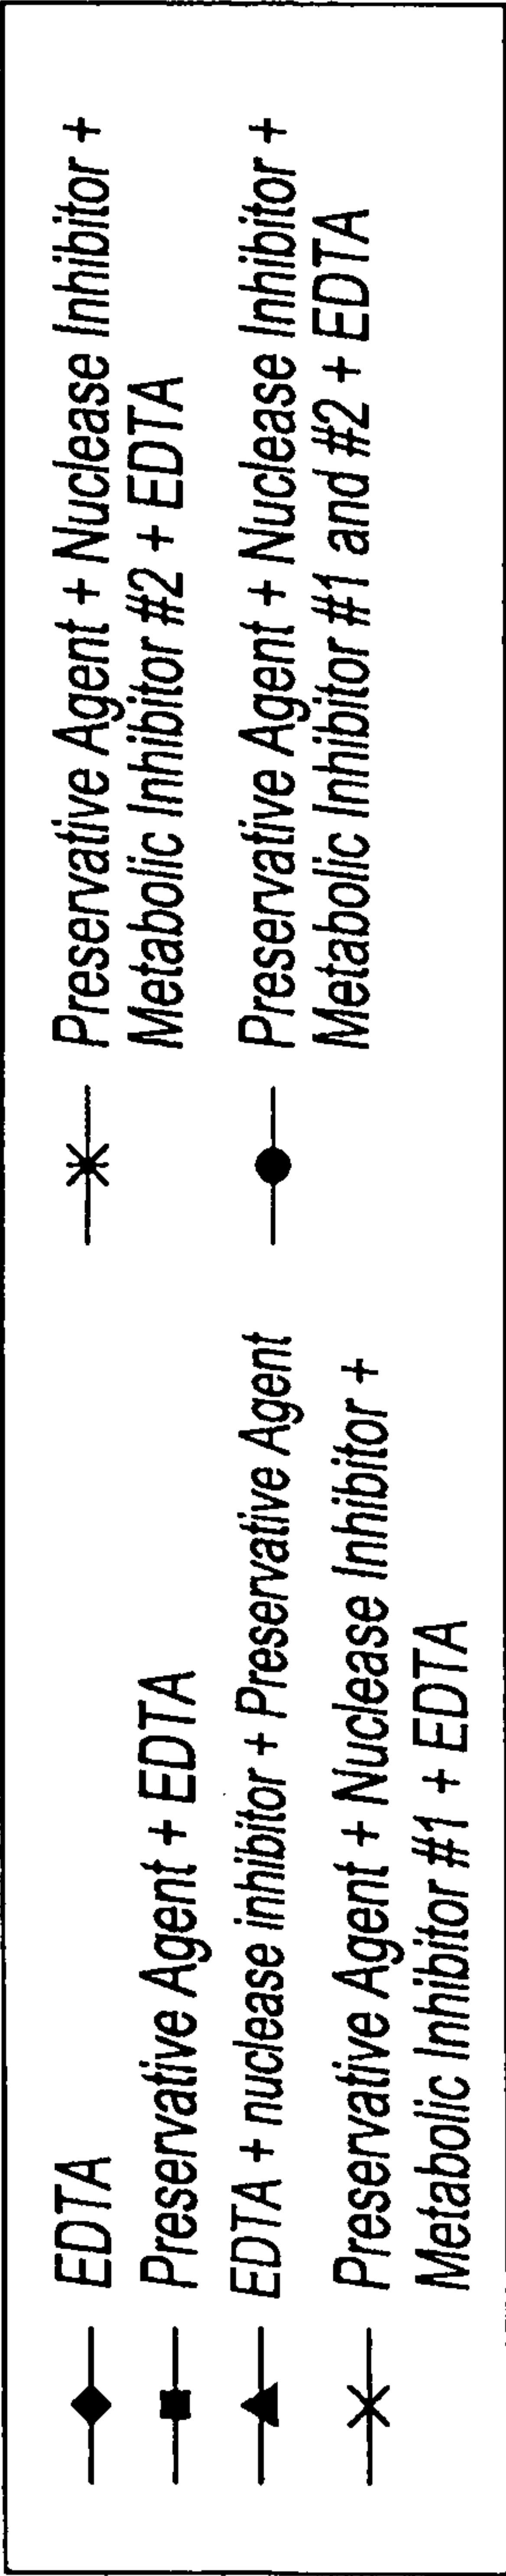 EDTA
Preservative Agent + EDTA
EDTA + nuclease inhibitor + Preservative Agent
Preservative Agent + Nuclease Inhibitor +
Metabolic Inhibitor #1 + EDTA
Preservative Agent + Nuclease Inhibitor +
Metabolic Inhibitor #2 + EDTA
Preservative Agent + Nuclease Inhibitor +
Metabolic Inhibitor #1 and #2 + EDTA